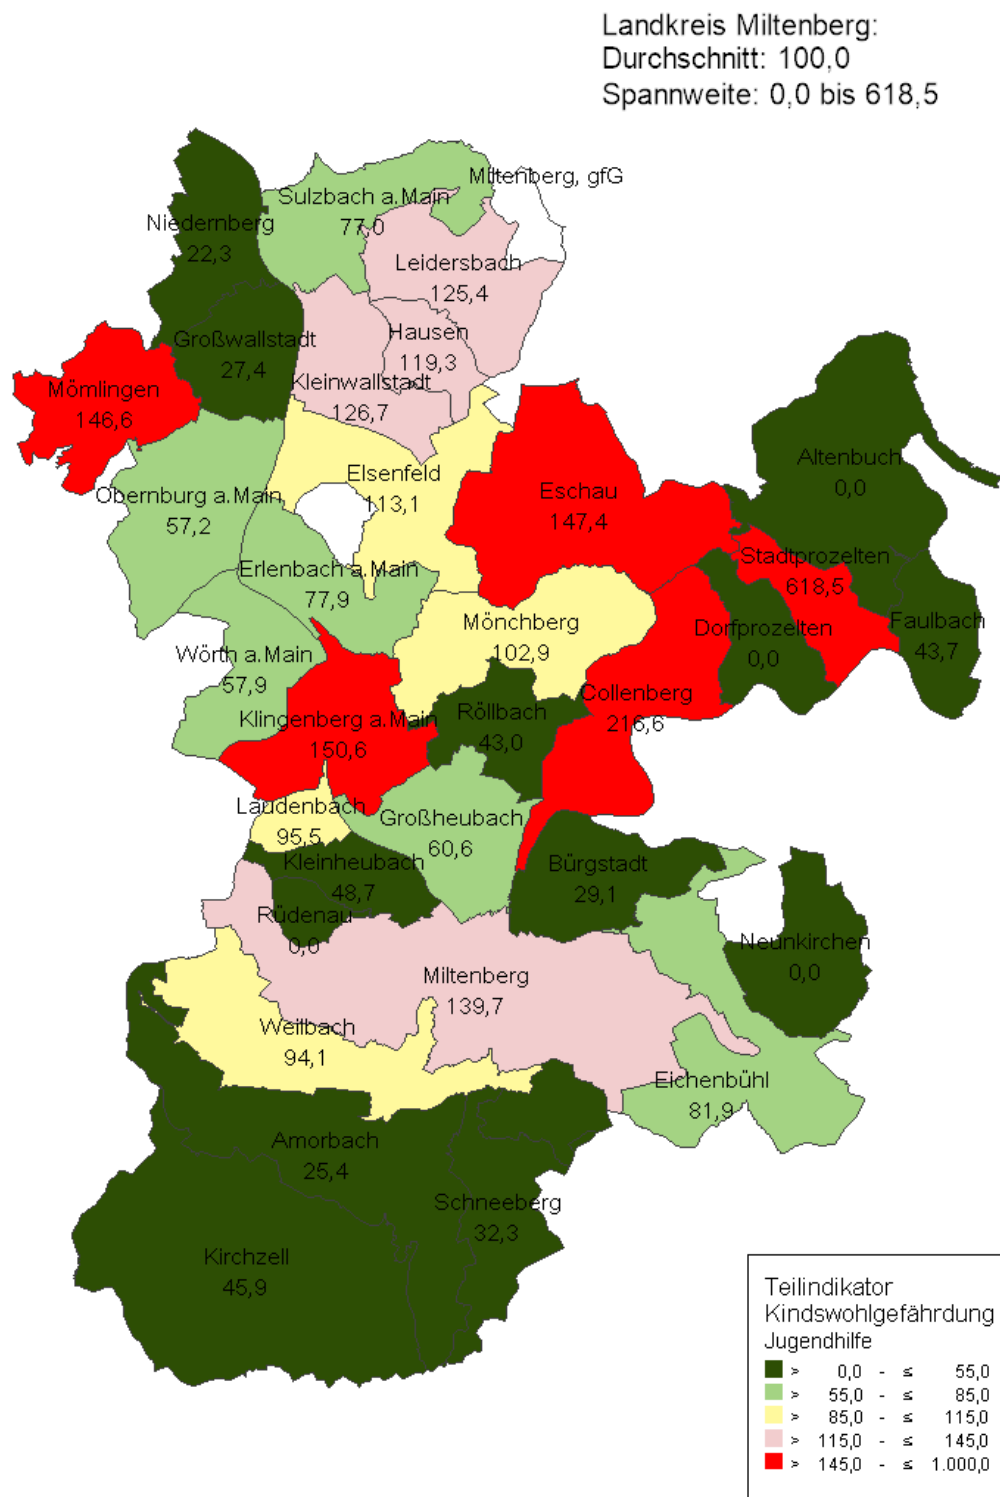 Landkreis Miltenberg:
Durchschnitt: 100,0
Spannweite: 0,0 bis 618,5
Miltenberg, gfG
Sulzbach a.Main
77,0
Niedernberg
22,3
Leidersbach
125,4
Hausen
119,3
Großwallstadt
27,4
Kleinwallstadt
126,7
Mömlingen
146,6
Altenbuch
0,0
Elsenfeld
113,1
Eschau
147,4
Obernburg a.Main
57,2
Stadtprozelten
618,5
Erlenbach a.Main
77,9
Mönchberg
102,9
Dorfprozelten
0,0
Faulbach
43,7
Wörth a.Main
57,9
Collenberg
216,6
Klingenberg a.Main
150,6
Röllbach
43,0
Laudenbach
95,5
Großheubach
60,6
Kleinheubach
48,7
Bürgstadt
29,1
Rüdenau
0,0
Neunkirchen
0,0
Miltenberg
139,7
Weilbach
94,1
Eichenbühl
81,9
Amorbach
25,4
Schneeberg
32,3
Kirchzell
45,9
Teilindikator
Kindswohlgefährdung
Jugendhilfe
> 0,0 - ≤ 55,0
> 55,0 - ≤ 85,0
> 85,0 - ≤ 115,0
> 115,0 - ≤ 145,0
> 145,0 - ≤ 1.000,0